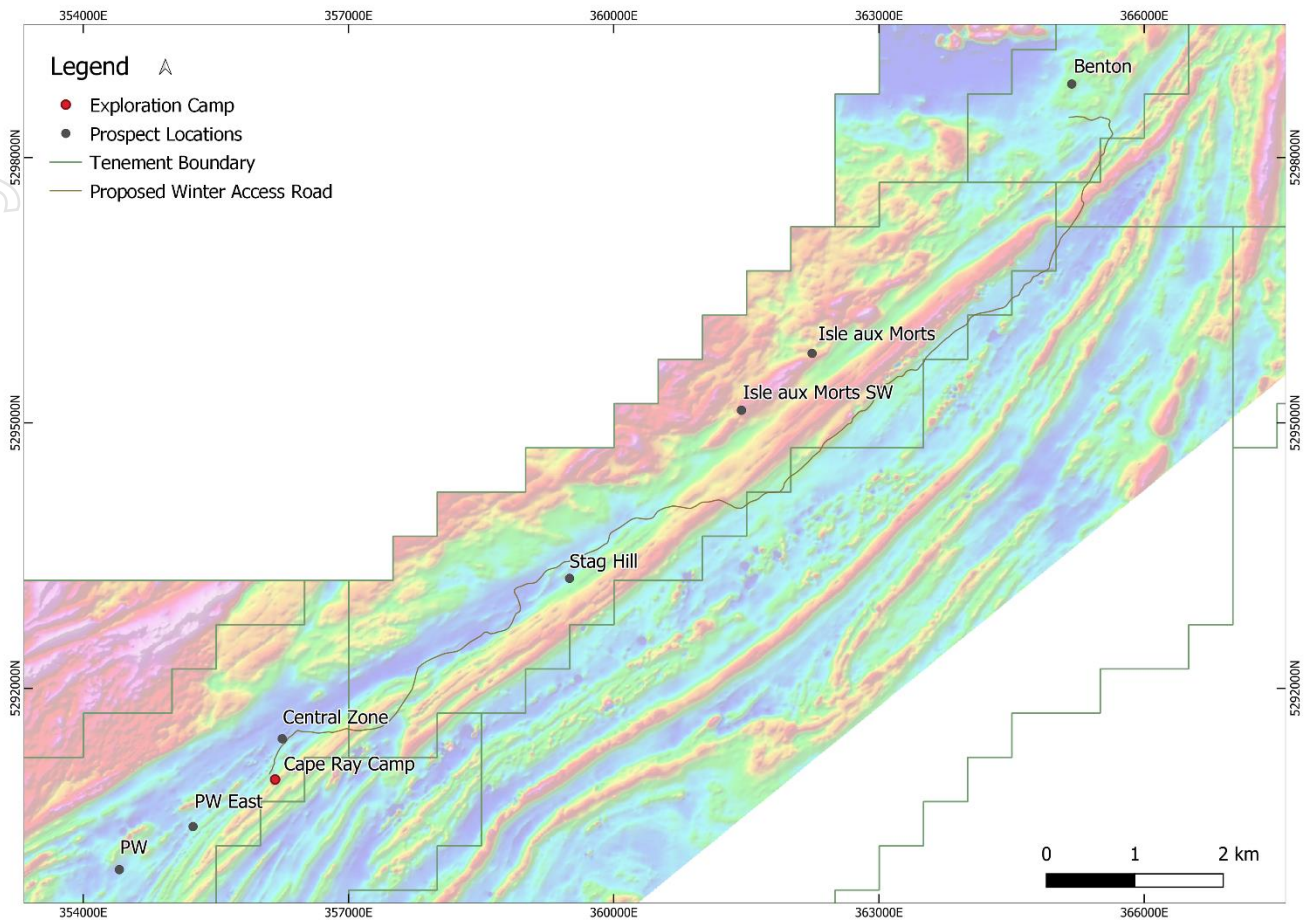 354000E
357000E
360000E
363000E
366000E
Legend
Exploration Camp
Prospect Locations
Tenement Boundary
Proposed Winter Access Road
Benton
5298000N
5298000N
Isle aux Morts
Isle aux Morts SW
5295000N
5295000N
Stag Hill
5292000N
5292000N
Central Zone
Cape Ray Camp
PW East
PW
0 1 2 km
354000E
357000E
360000E
363000E
366000E